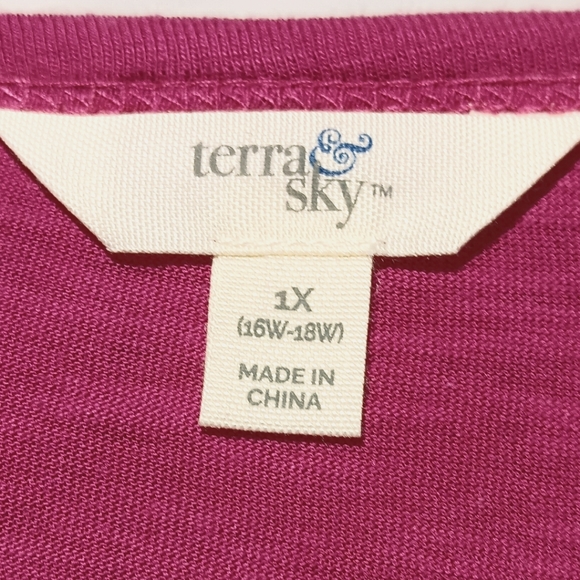 terra &
sky™
1X
(16W-18W)
MADE IN
CHINA